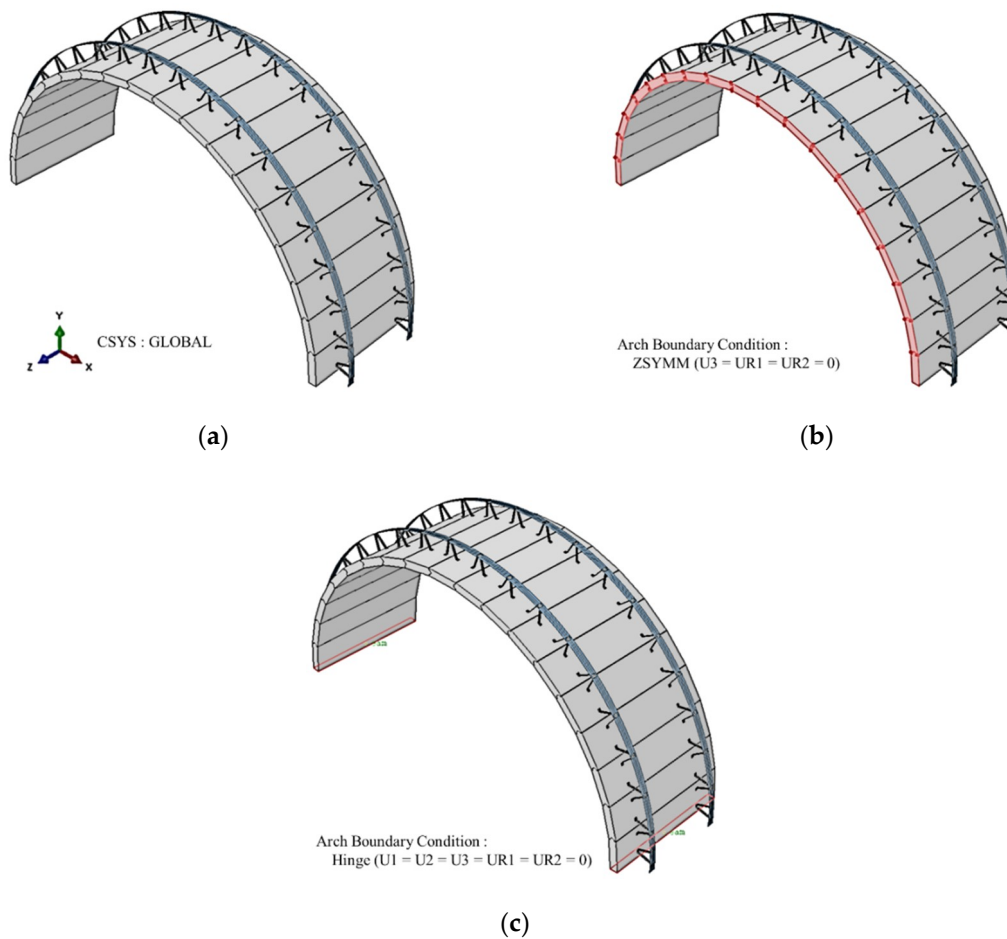 Y
Z
X
CSYS : GLOBAL
Arch Boundary Condition :
ZSYMM (U3 = UR1 = UR2 = 0)
(a)
(b)
Arch Boundary Condition :
Hinge (U1 = U2 = U3 = UR1 = UR2 = 0)
(c)